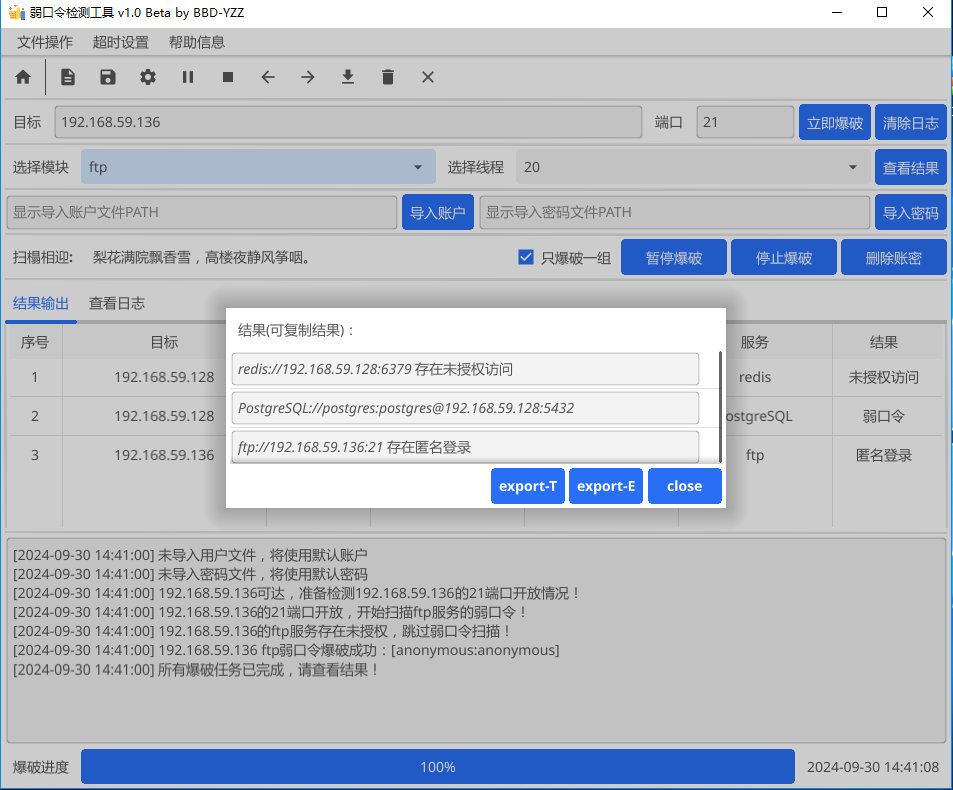 弱口令检测工具 v1.0 Beta by BBD-YZZ
文件操作 超时设置 帮助信息
目标 192.168.59.136 端口 21 立即爆破 清除日志
选择模块 ftp 选择线程 20 查看结果
显示导入账户文件PATH 导入账户 显示导入密码文件PATH 导入密码
扫榻相迎: 梨花满院飘香雪，高楼夜静风筝咽。 只爆破一组 暂停爆破 停止爆破 删除账密
结果输出 查看日志
序号 目标 服务 结果
1 192.168.59.128 redis 未授权访问
2 192.168.59.128 ostgreSQL 弱口令
3 192.168.59.136 ftp 匿名登录
结果(可复制结果)：
redis://192.168.59.128:6379 存在未授权访问
PostgreSQL://postgres:postgres@192.168.59.128:5432
ftp://192.168.59.136:21 存在匿名登录
export-T export-E close
[2024-09-30 14:41:00] 未导入用户文件，将使用默认账户
[2024-09-30 14:41:00] 未导入密码文件，将使用默认密码
[2024-09-30 14:41:00] 192.168.59.136可达，准备检测192.168.59.136的21端口开放情况！
[2024-09-30 14:41:00] 192.168.59.136的21端口开放，开始扫描ftp服务的弱口令！
[2024-09-30 14:41:00] 192.168.59.136的ftp服务存在未授权，跳过弱口令扫描！
[2024-09-30 14:41:00] 192.168.59.136 ftp弱口令爆破成功：[anonymous:anonymous]
[2024-09-30 14:41:00] 所有爆破任务已完成，请查看结果！
爆破进度 100% 2024-09-30 14:41:08